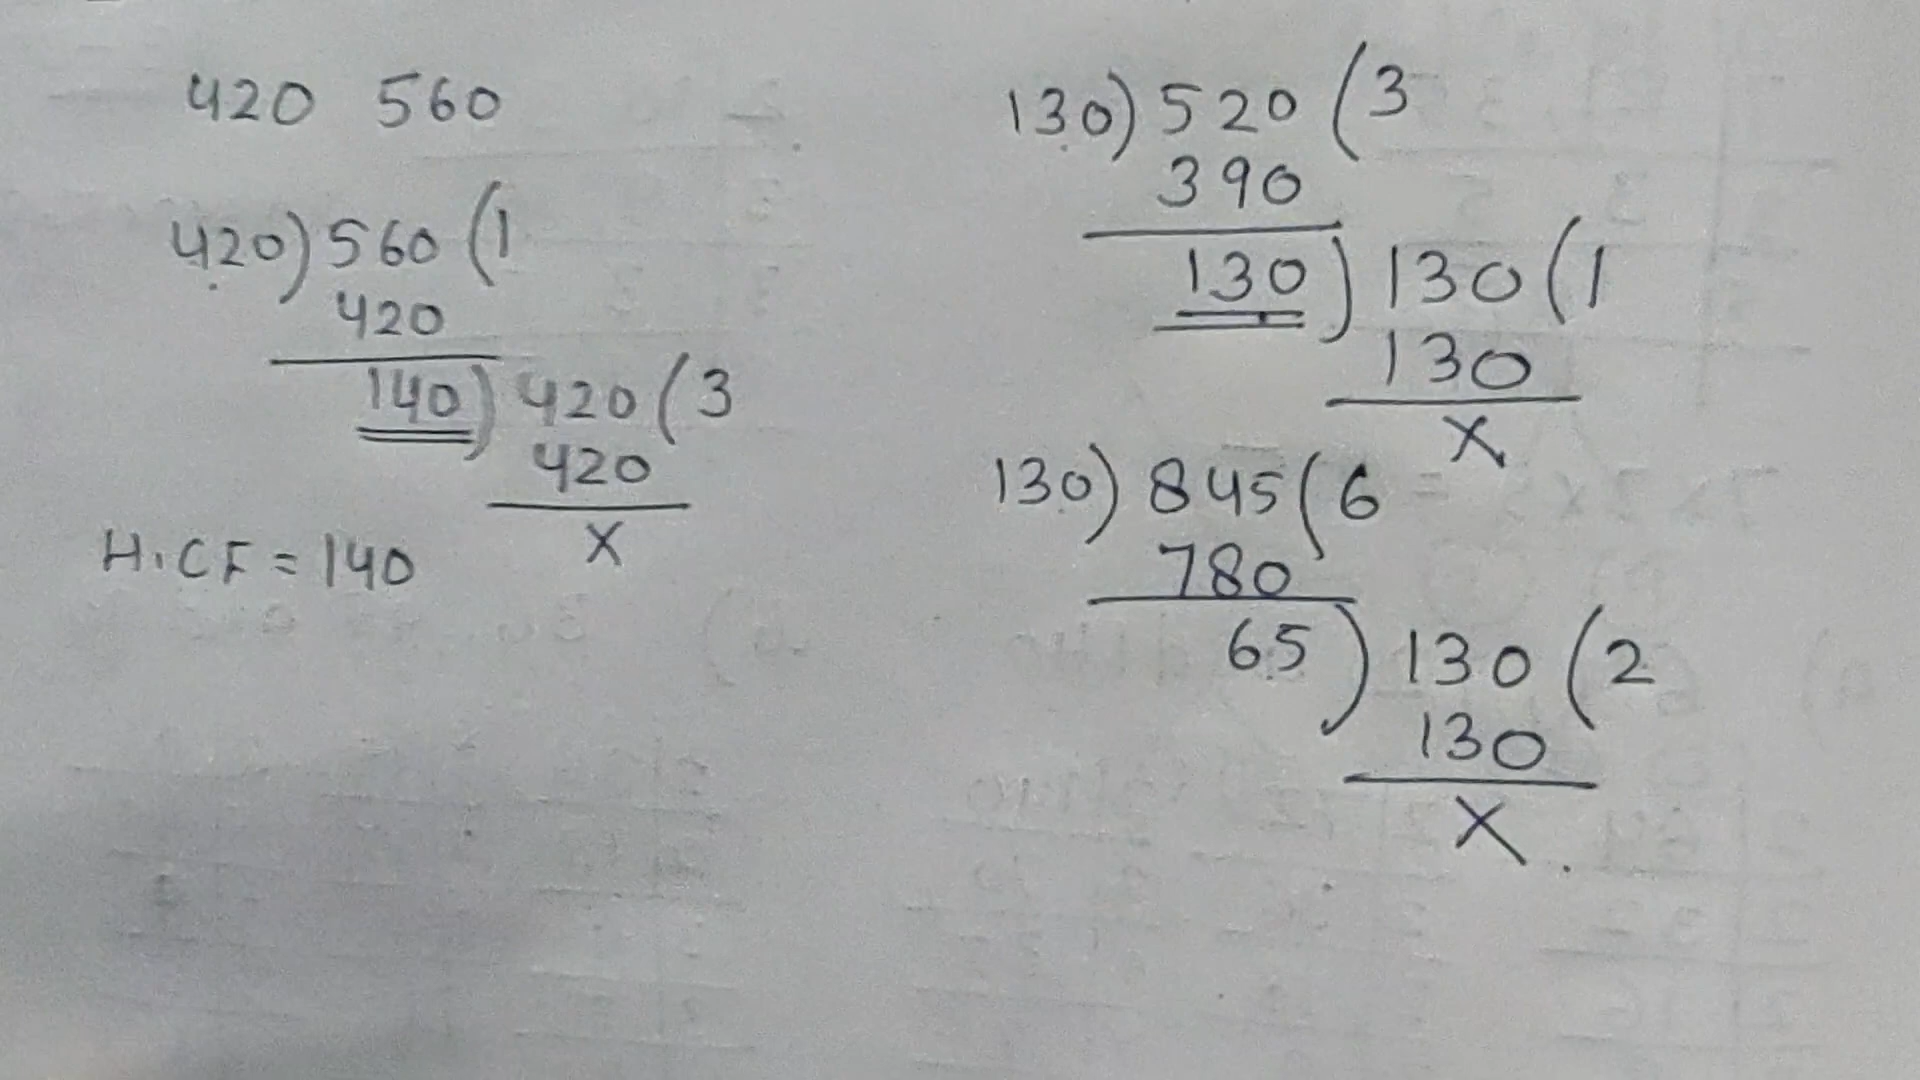 420 560
420) 560 (1
420
140) 420 (3
420
X
H.CF = 140
130) 520 (3
390
130) 130 (1
130
X
130) 845 (6
780
65) 130 (2
130
X